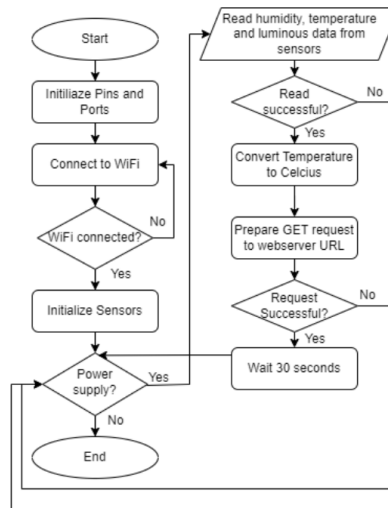 Start
Initiliaze Pins and
Ports
Connect to WiFi
No
WiFi connected?
Yes
Initialize Sensors
Power
supply?
Yes
No
End
Read humidity, temperature
and luminous data from
sensors
Read
successful?
No
Yes
Convert Temperature
to Celcius
Prepare GET request
to webserver URL
Request
Successful?
No
Yes
Wait 30 seconds